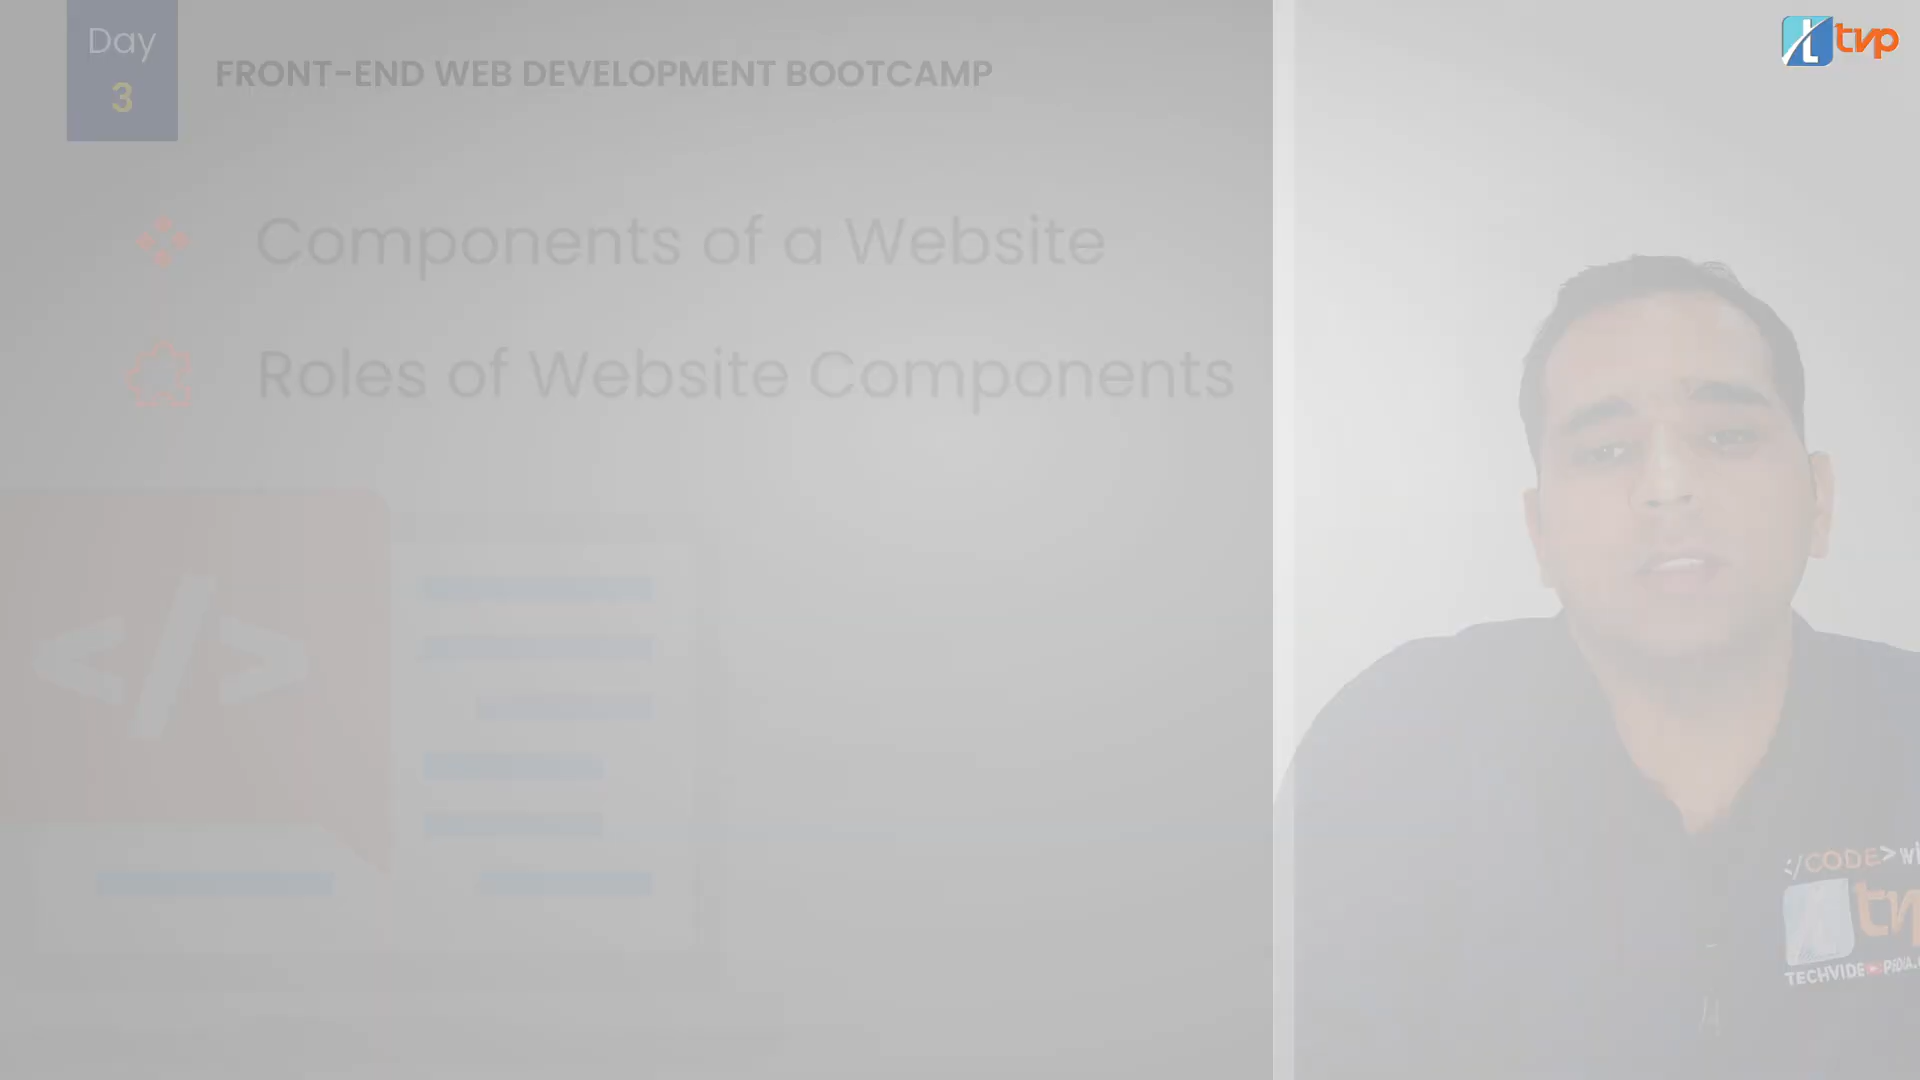 Day
3
FRONT-END WEB DEVELOPMENT BOOTCAMP
tvp
Components of a Website
Roles of Website Components
</>
</CODE>
TECHVIDE